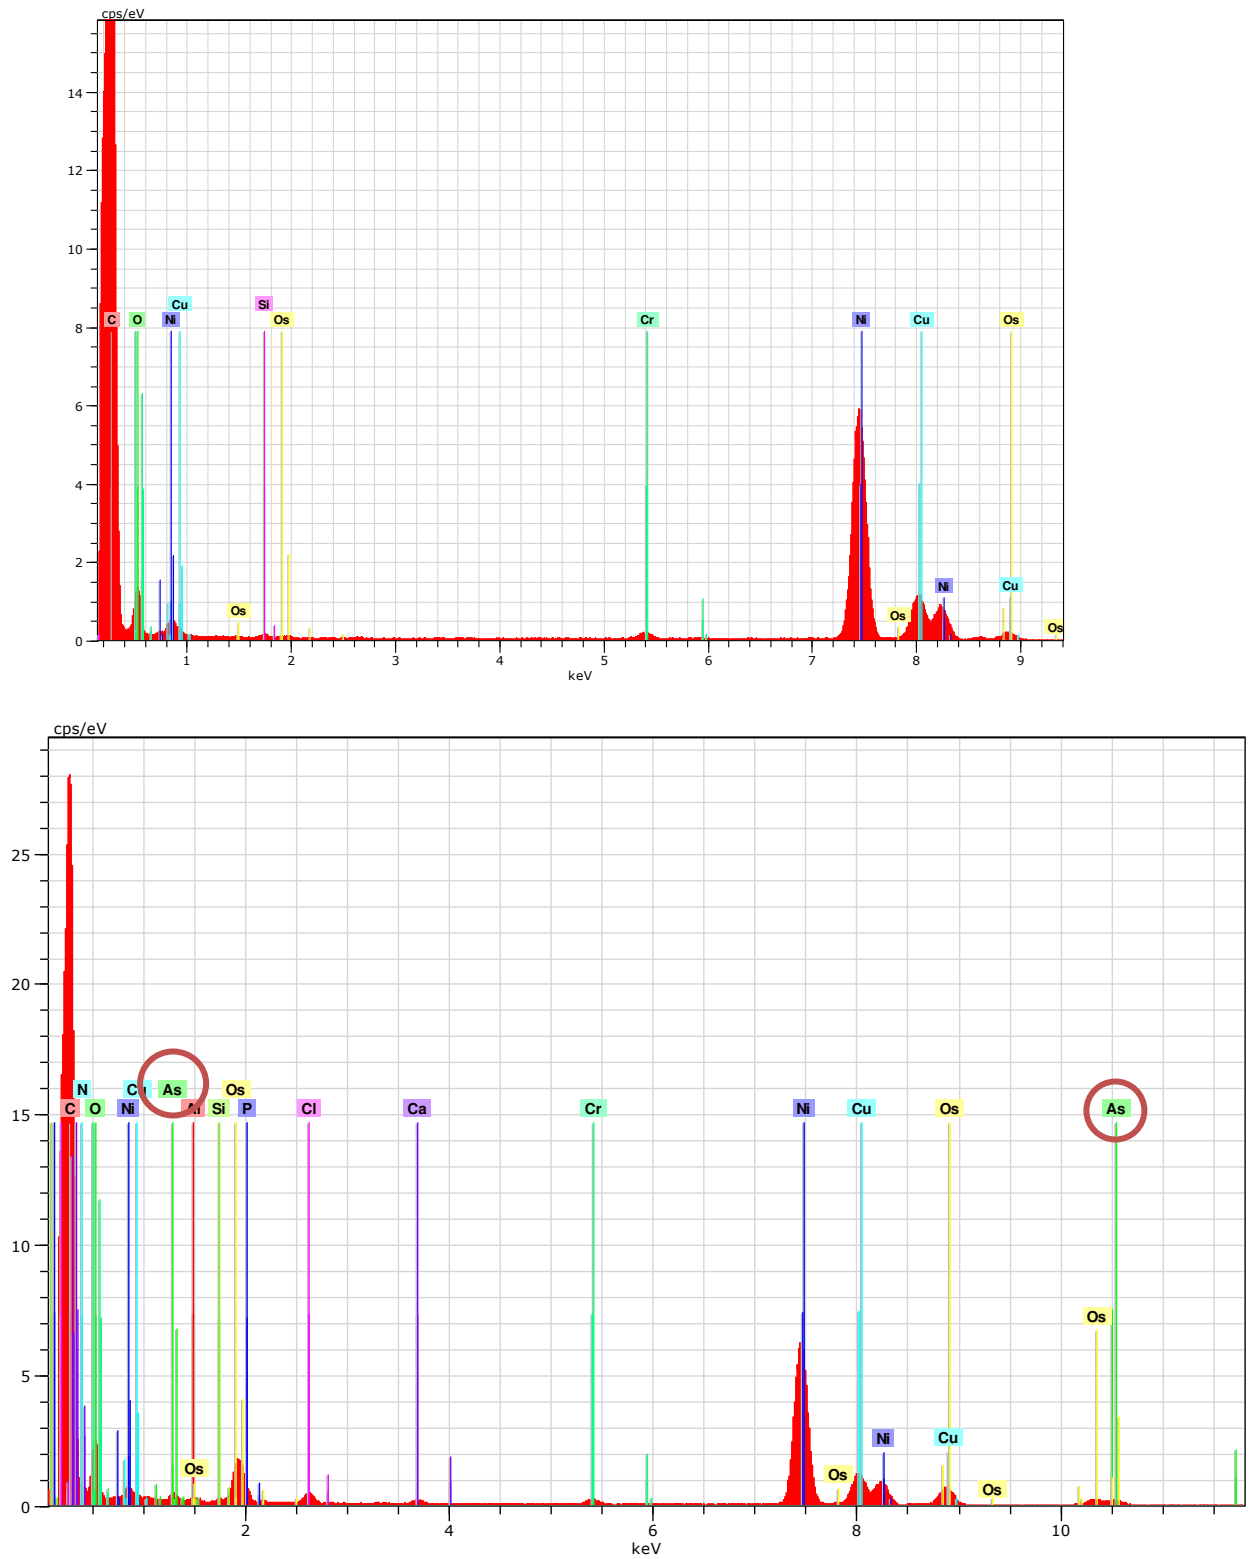 cps/eV
14
12
10
Cu Si
8 C O Ni Os Cr Ni Cu Os
6
4
2
Os Os Ni Cu Os
0
1 2 3 4 5 6 7 8 9
keV
cps/eV
25
20
N Cu As Os
15 C O Ni Al Si P Cl Ca Cr Ni Cu Os As
10
Os
5
Os Os Ni Cu Os
0
2 4 6 8 10
keV